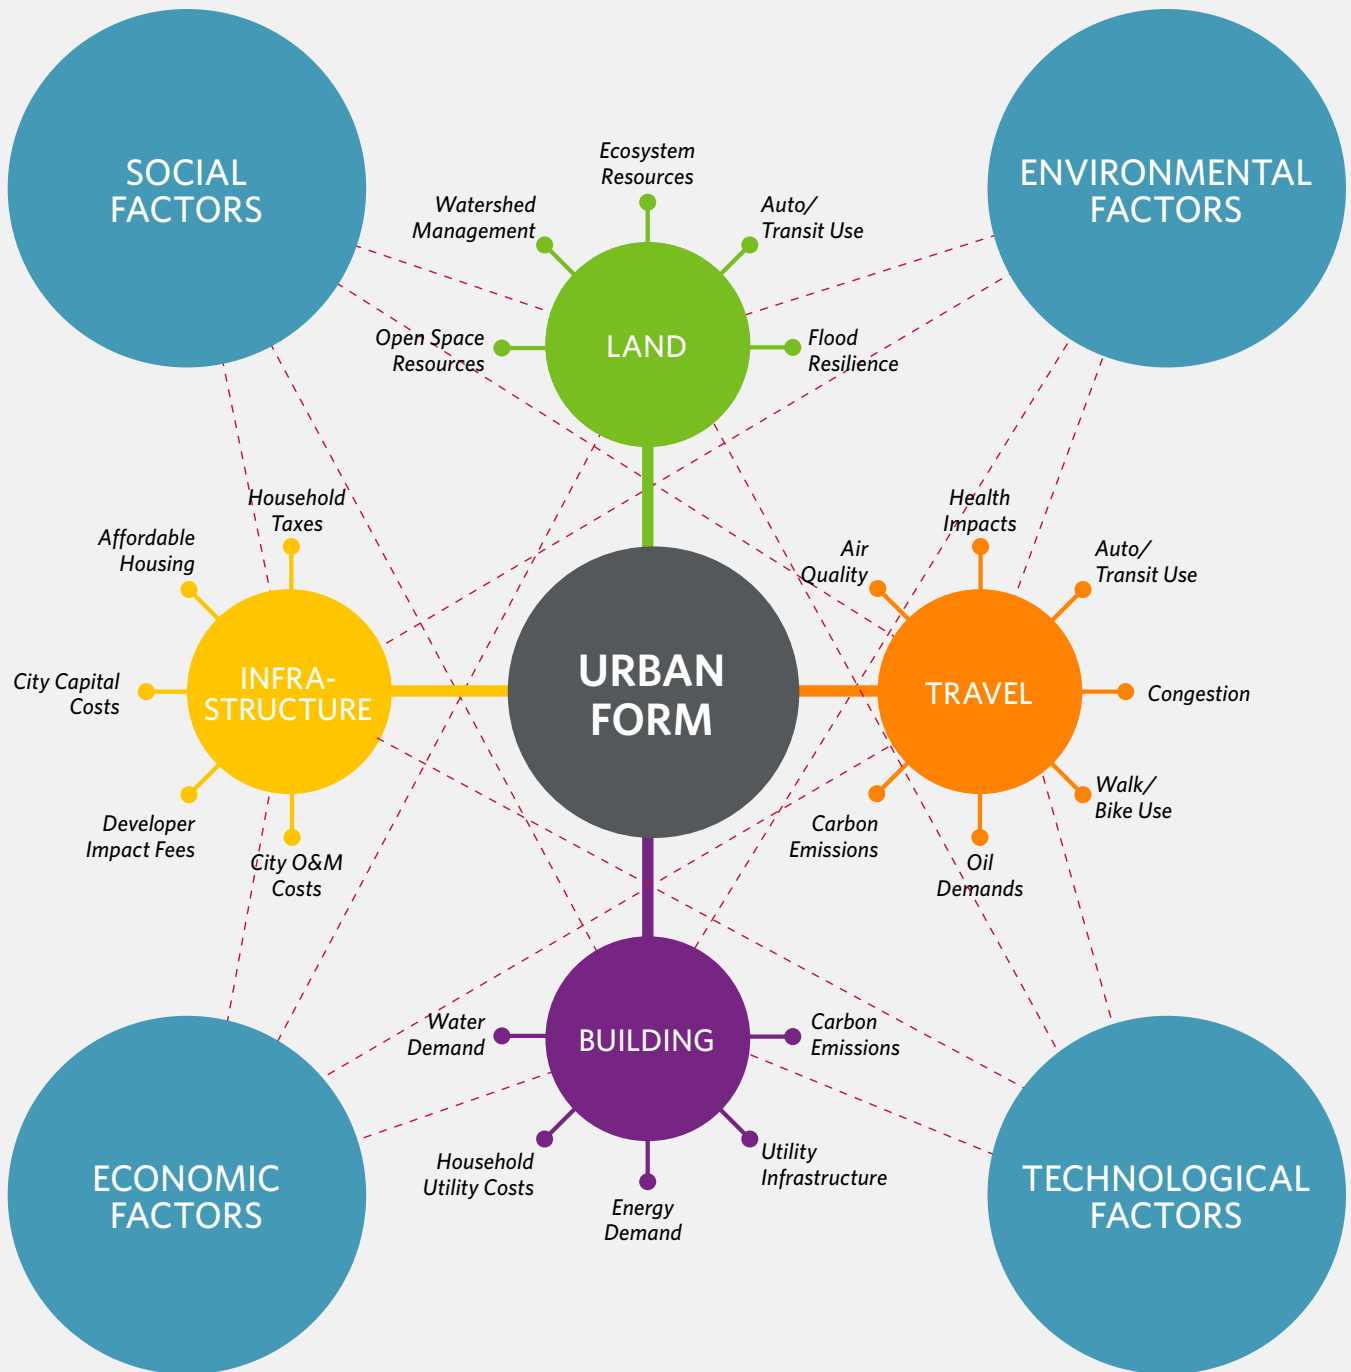 SOCIAL
FACTORS
ENVIRONMENTAL
FACTORS
Ecosystem
Resources
Watershed
Management
Auto/
Transit Use
Open Space
Resources
LAND
Flood
Resilience
Household
Taxes
Affordable
Housing
City Capital
Costs
INFRA-
STRUCTURE
Developer
Impact Fees
City O&M
Costs
URBAN
FORM
Health
Impacts
Air
Quality
Auto/
Transit Use
TRAVEL
Congestion
Carbon
Emissions
Oil
Demands
Walk/
Bike Use
Water
Demand
BUILDING
Carbon
Emissions
Household
Utility Costs
Energy
Demand
Utility
Infrastructure
ECONOMIC
FACTORS
TECHNOLOGICAL
FACTORS